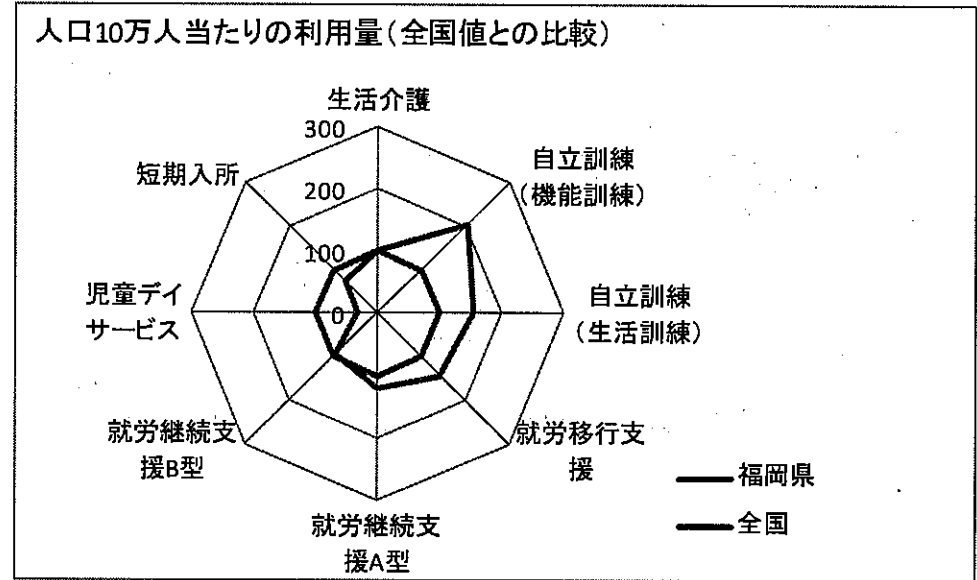 人口10万人当たりの利用量(全国値との比較)
生活介護
300
200
100
0
自立訓練
(機能訓練)
自立訓練
(生活訓練)
就労移行支
援
就労継続支
援A型
就労継続支
援B型
児童デイ
サービス
短期入所
福岡県
全国